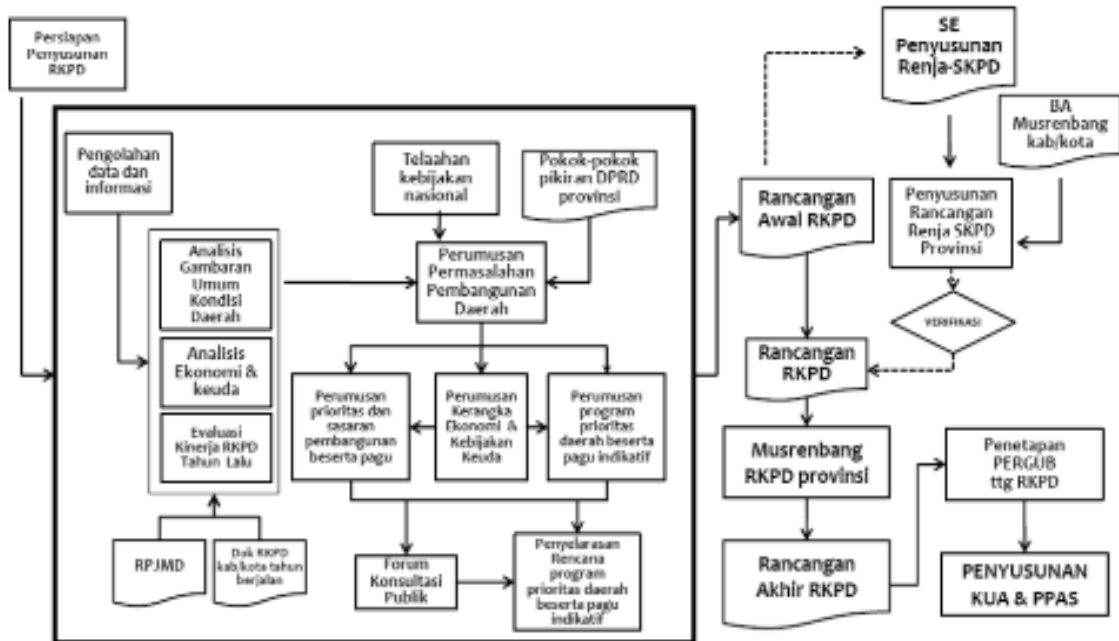 Persiapan
Penyusunan
RKPD
Pengolahan
data dan
informasi
Telaahan
kebijakan
nasional
Pokok-pokok
pikiran DPRD
provinsi
Analisis
Gambaran
Umum
Kondisi
Daerah
Analisis
Ekonomi &
keuda
Evaluasi
Kinerja RKPD
Tahun Lalu
RPJMD
Dok RKPD
kab/kota tahun
berjalan
Perumusan
Permasalahan
Pembangunan
Daerah
Perumusan
prioritas dan
sasaran
pembangunan
beserta pagu
Perumusan
Kerangka
Ekonomi &
Kebijakan
Keuda
Perumusan
program
prioritas
daerah beserta
pagu indikatif
Forum
Konsultasi
Publik
Penyelarasan
Rencana
program
prioritas daerah
beserta pagu
indikatif
SE
Penyusunan
Renja-SKPD
BA
Musrenbang
kab/kota
Rancangan
Awal RKPD
Penyusunan
Rancangan
Renja SKPD
Provinsi
VERIFIKASI
Rancangan
RKPD
Musrenbang
RKPD provinsi
Rancangan
Akhir RKPD
Penetapan
PERGUB
ttg RKPD
PENYUSUNAN
KUA & PPAS